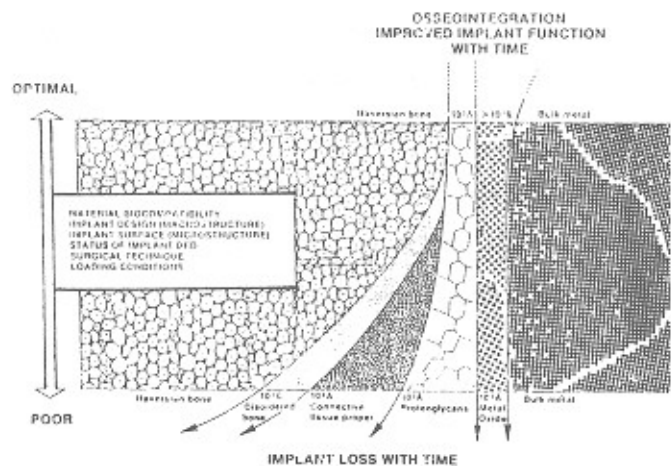 OSSEOINTEGRATION
IMPROVED IMPLANT FUNCTION
WITH TIME
OPTIMAL
Haversian bone
Bulk metal
MATERIAL BIOCOMPATIBILITY
IMPLANT DESIGN (MACROSTRUCTURE)
IMPLANT SURFACE (MICROSTRUCTURE)
STATUS OF IMPLANT BED
SURGICAL TECHNIQUE
LOADING CONDITIONS
Haversian bone
Disordered
bone
Connective
tissue proper
Proteoglycans
Metal
Oxide
Bulk metal
POOR
IMPLANT LOSS WITH TIME